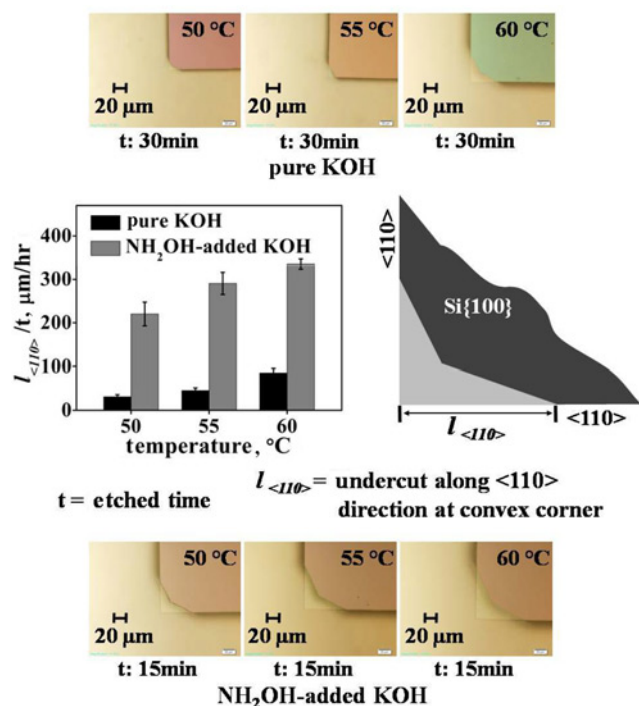 50 °C
55 °C
60 °C
20 µm
20 µm
20 µm
t: 30min
t: 30min
t: 30min
pure KOH
400
300
200
100
0
l<110>/t, µm/hr
pure KOH
NH2OH-added KOH
50
55
60
temperature, °C
<110>
Si{100}
l<110>
<110>
t = etched time
l<110>= undercut along <110>
direction at convex corner
50 °C
55 °C
60 °C
20 µm
20 µm
20 µm
t: 15min
t: 15min
t: 15min
NH2OH-added KOH